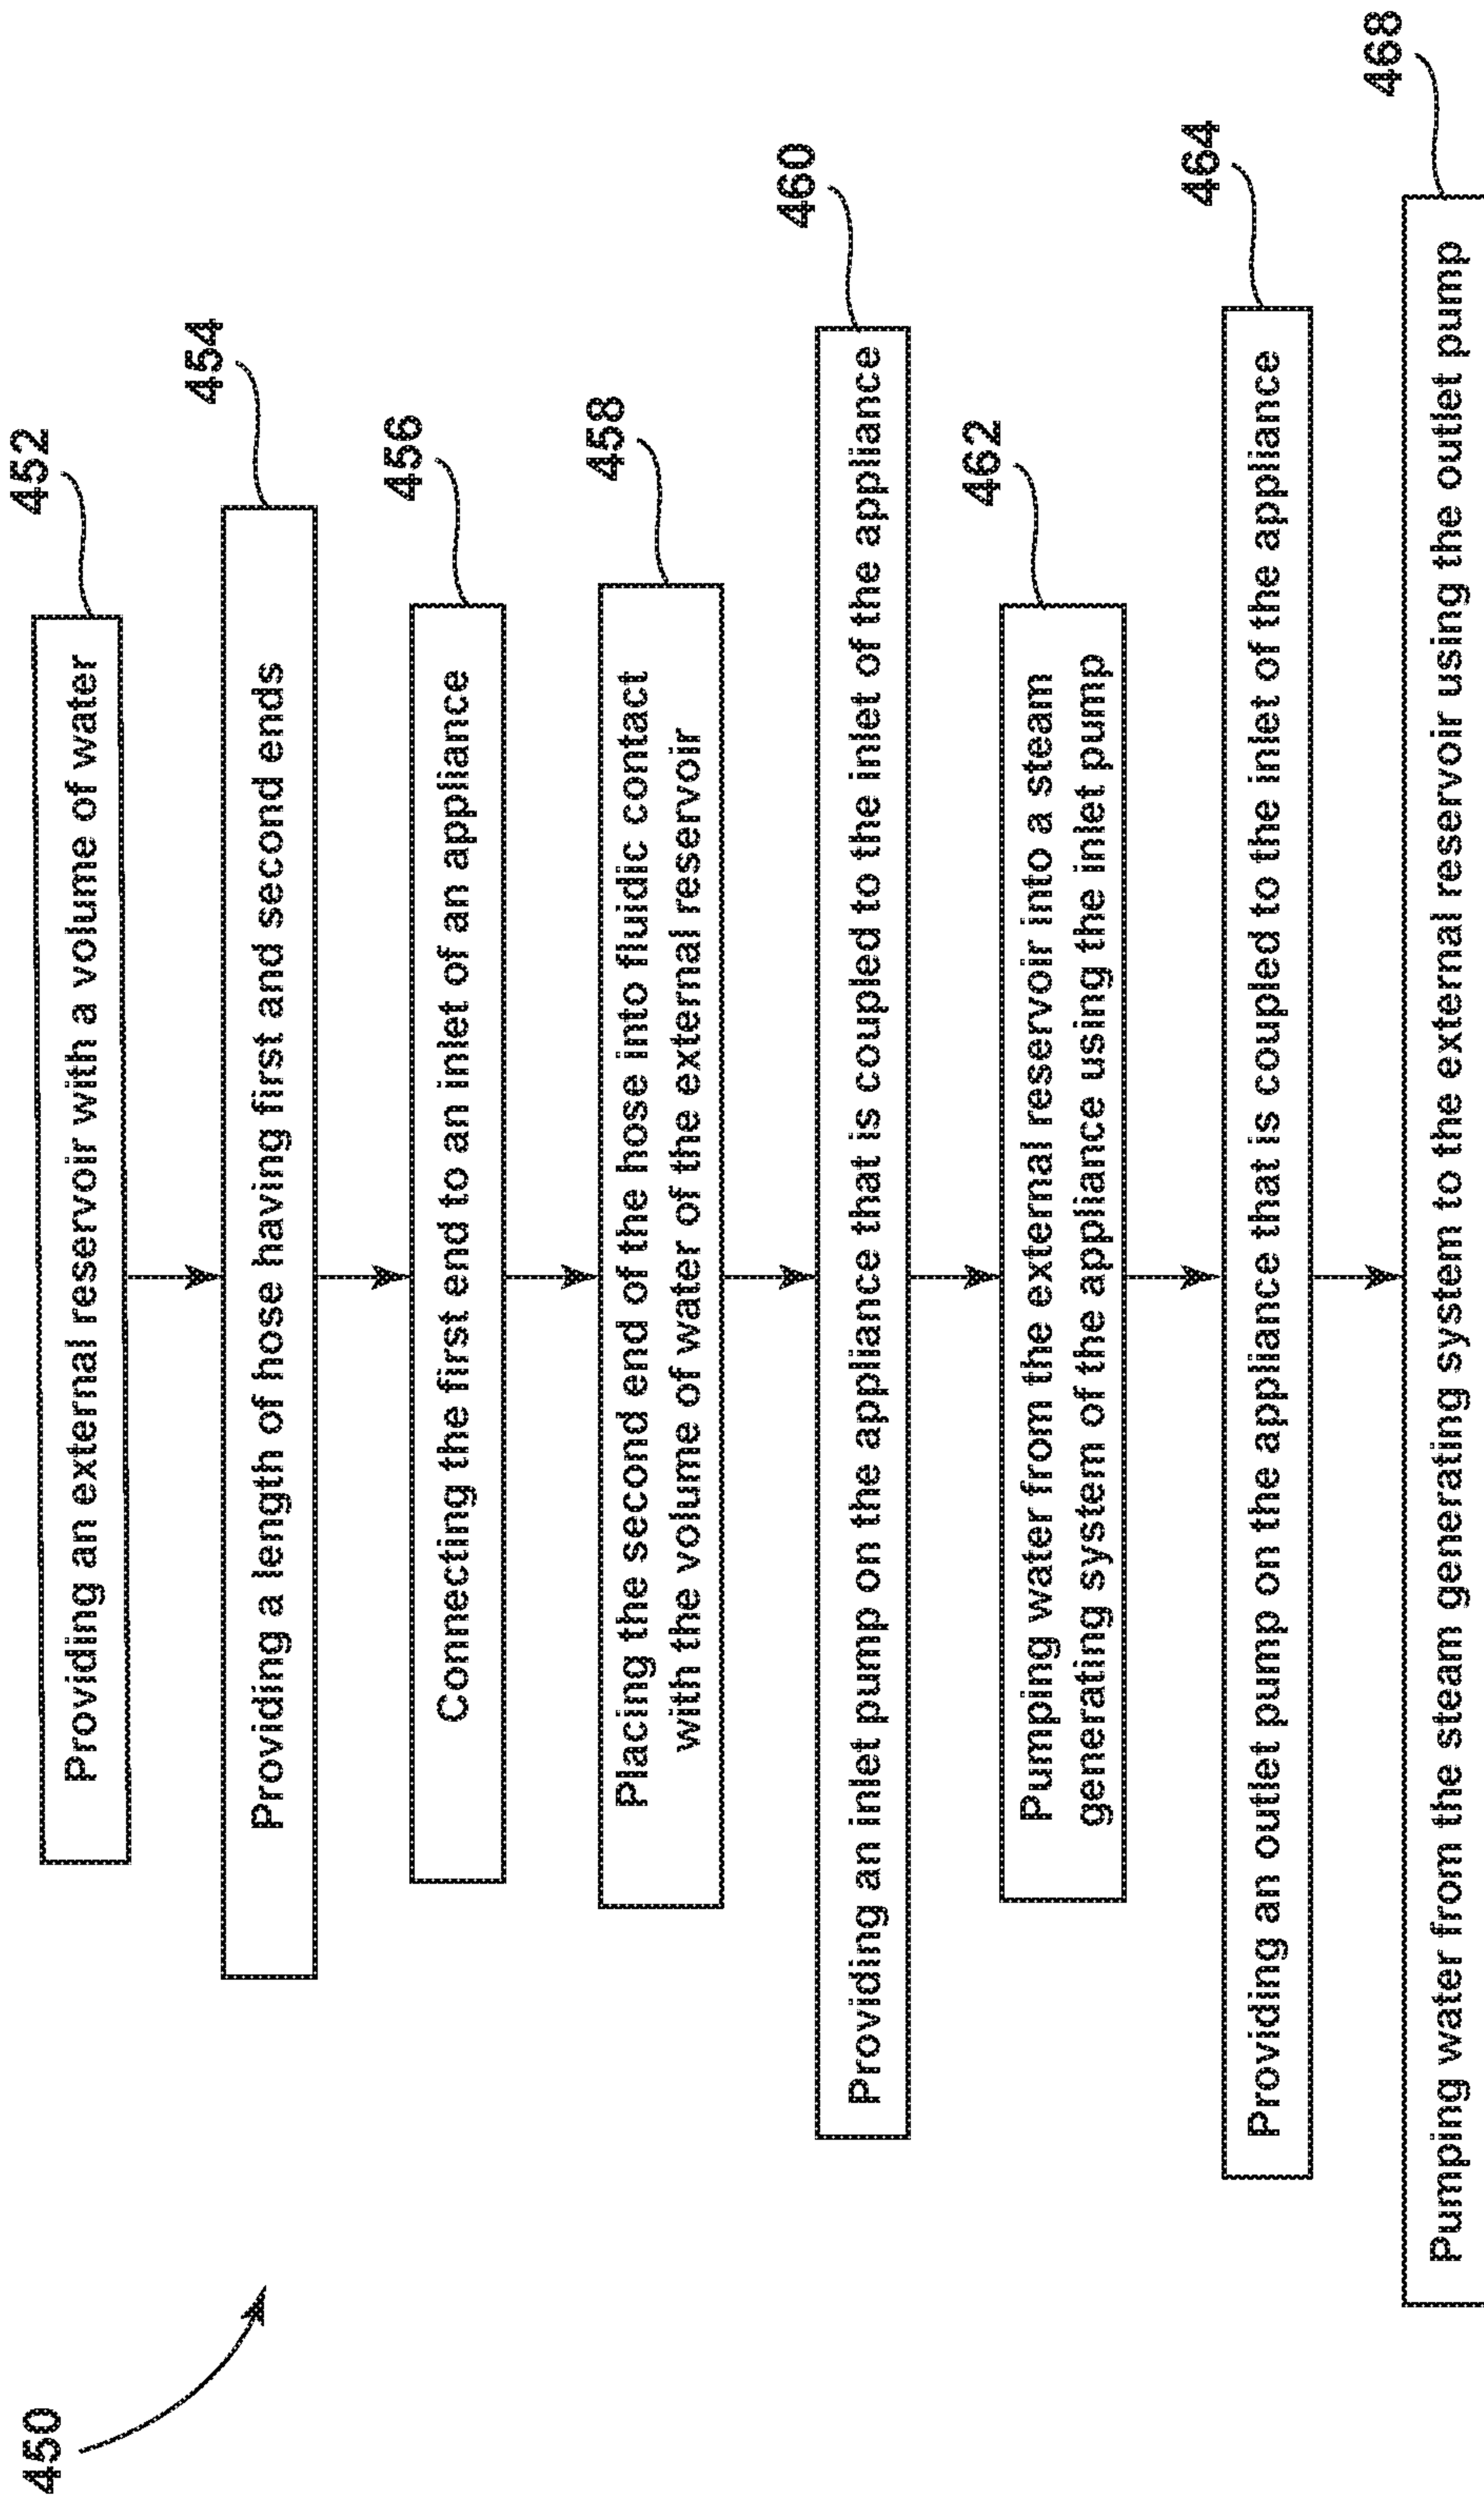 450
452
Providing an external reservoir with a volume of water
454
Providing a length of hose having first and second ends
456
Connecting the first end to an inlet of an appliance
458
Placing the second end of the hose into fluidic contact
with the volume of water of the external reservoir
460
Providing an inlet pump on the appliance that is coupled to the inlet of the appliance
462
Pumping water from the external reservoir into a steam
generating system of the appliance using the inlet pump
464
Providing an outlet pump on the appliance that is coupled to the inlet of the appliance
468
Pumping water from the steam generating system to the external reservoir using the outlet pump